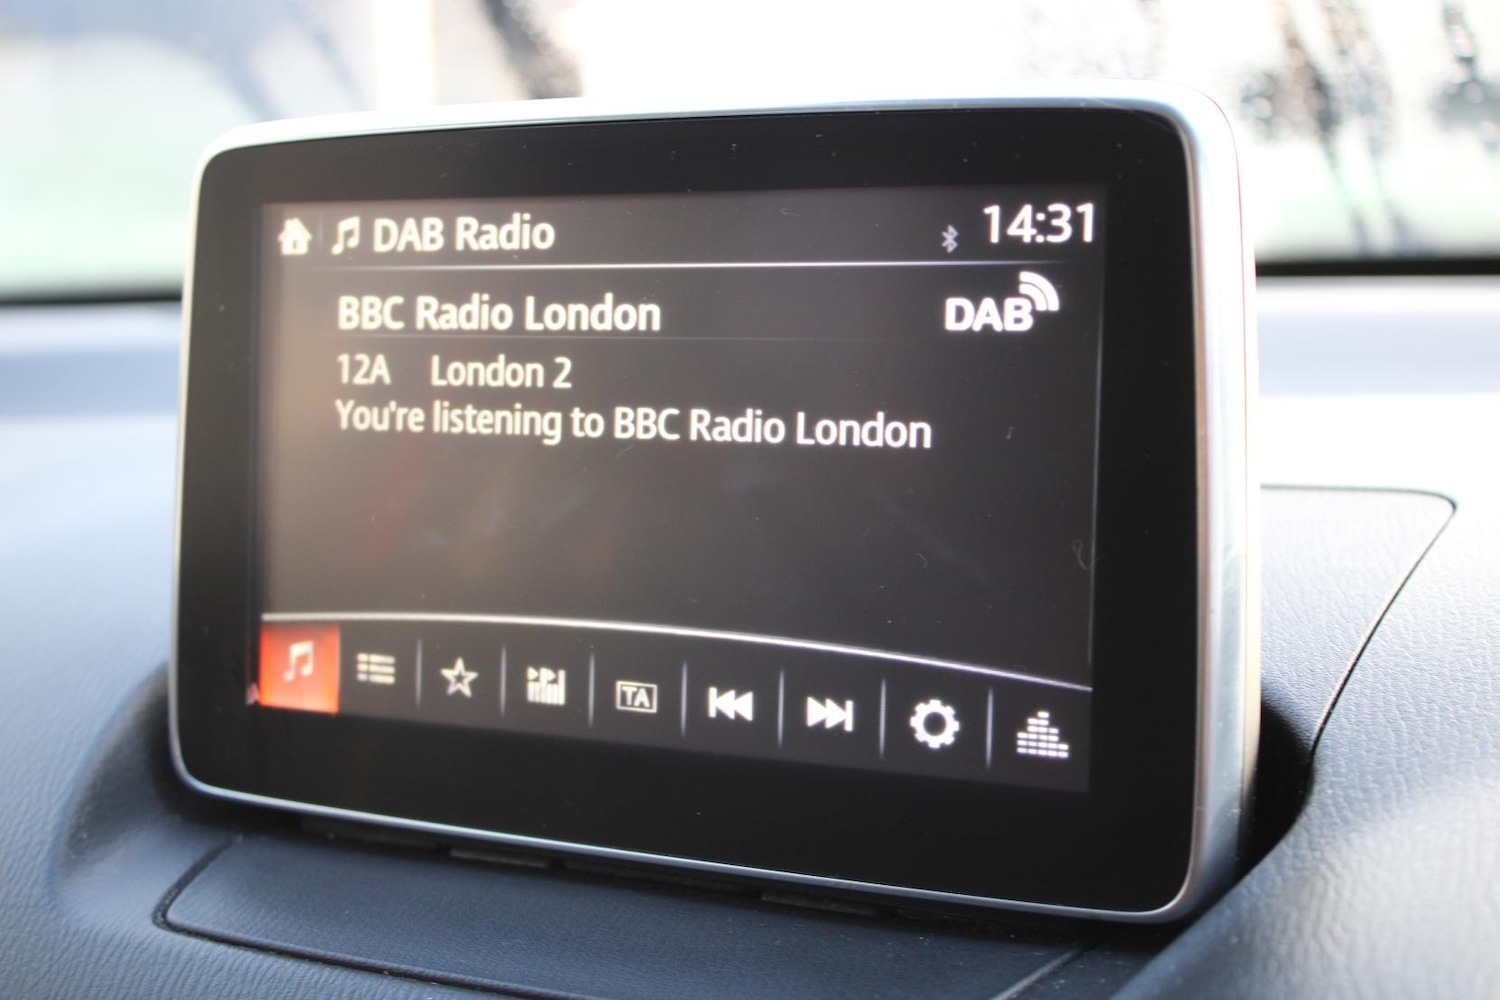 DAB Radio 14:31
BBC Radio London DAB
12A London 2
You're listening to BBC Radio London
TA